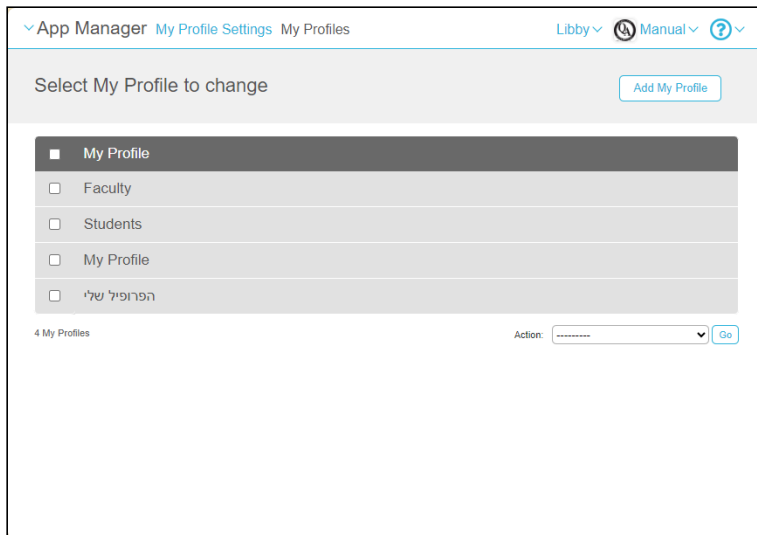 App Manager My Profile Settings My Profiles Libby Manual ?
Select My Profile to change Add My Profile
My Profile
Faculty
Students
My Profile
הפרופיל שלי
4 My Profiles Action: --------- Go